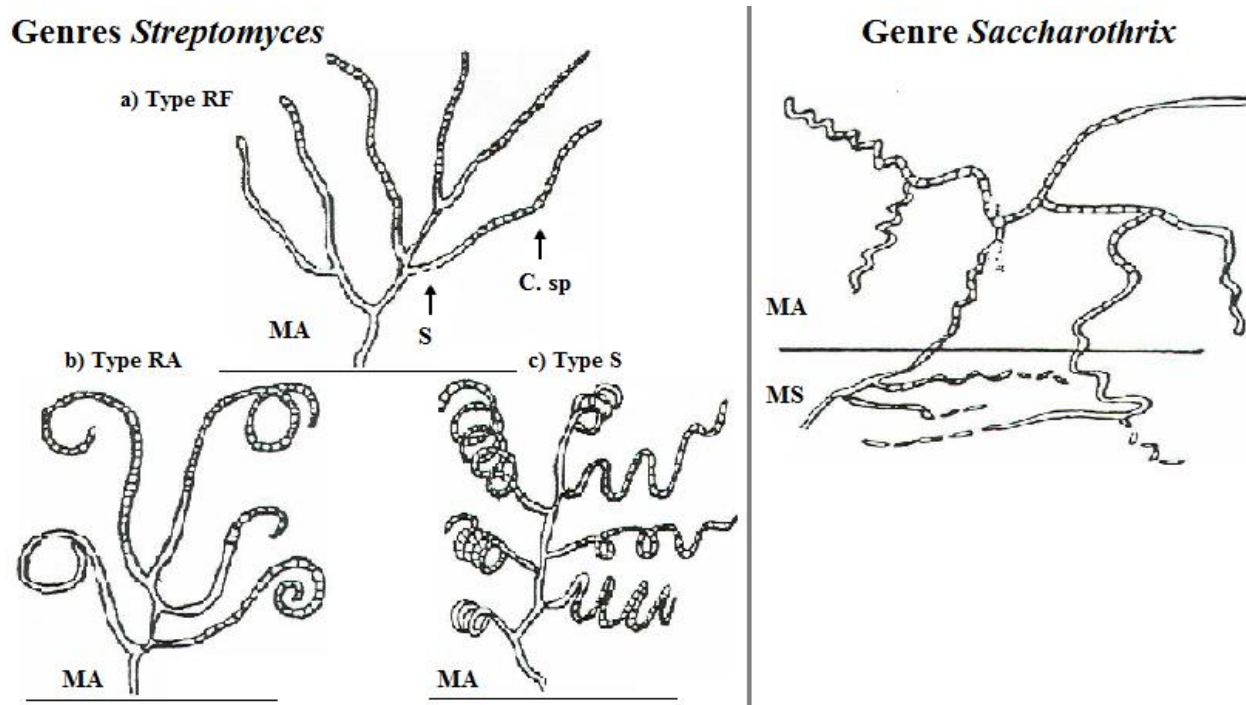 Genres Streptomyces
a) Type RF
C. sp
S
MA
b) Type RA
c) Type S
MA
MA
Genre Saccharothrix
MA
MS